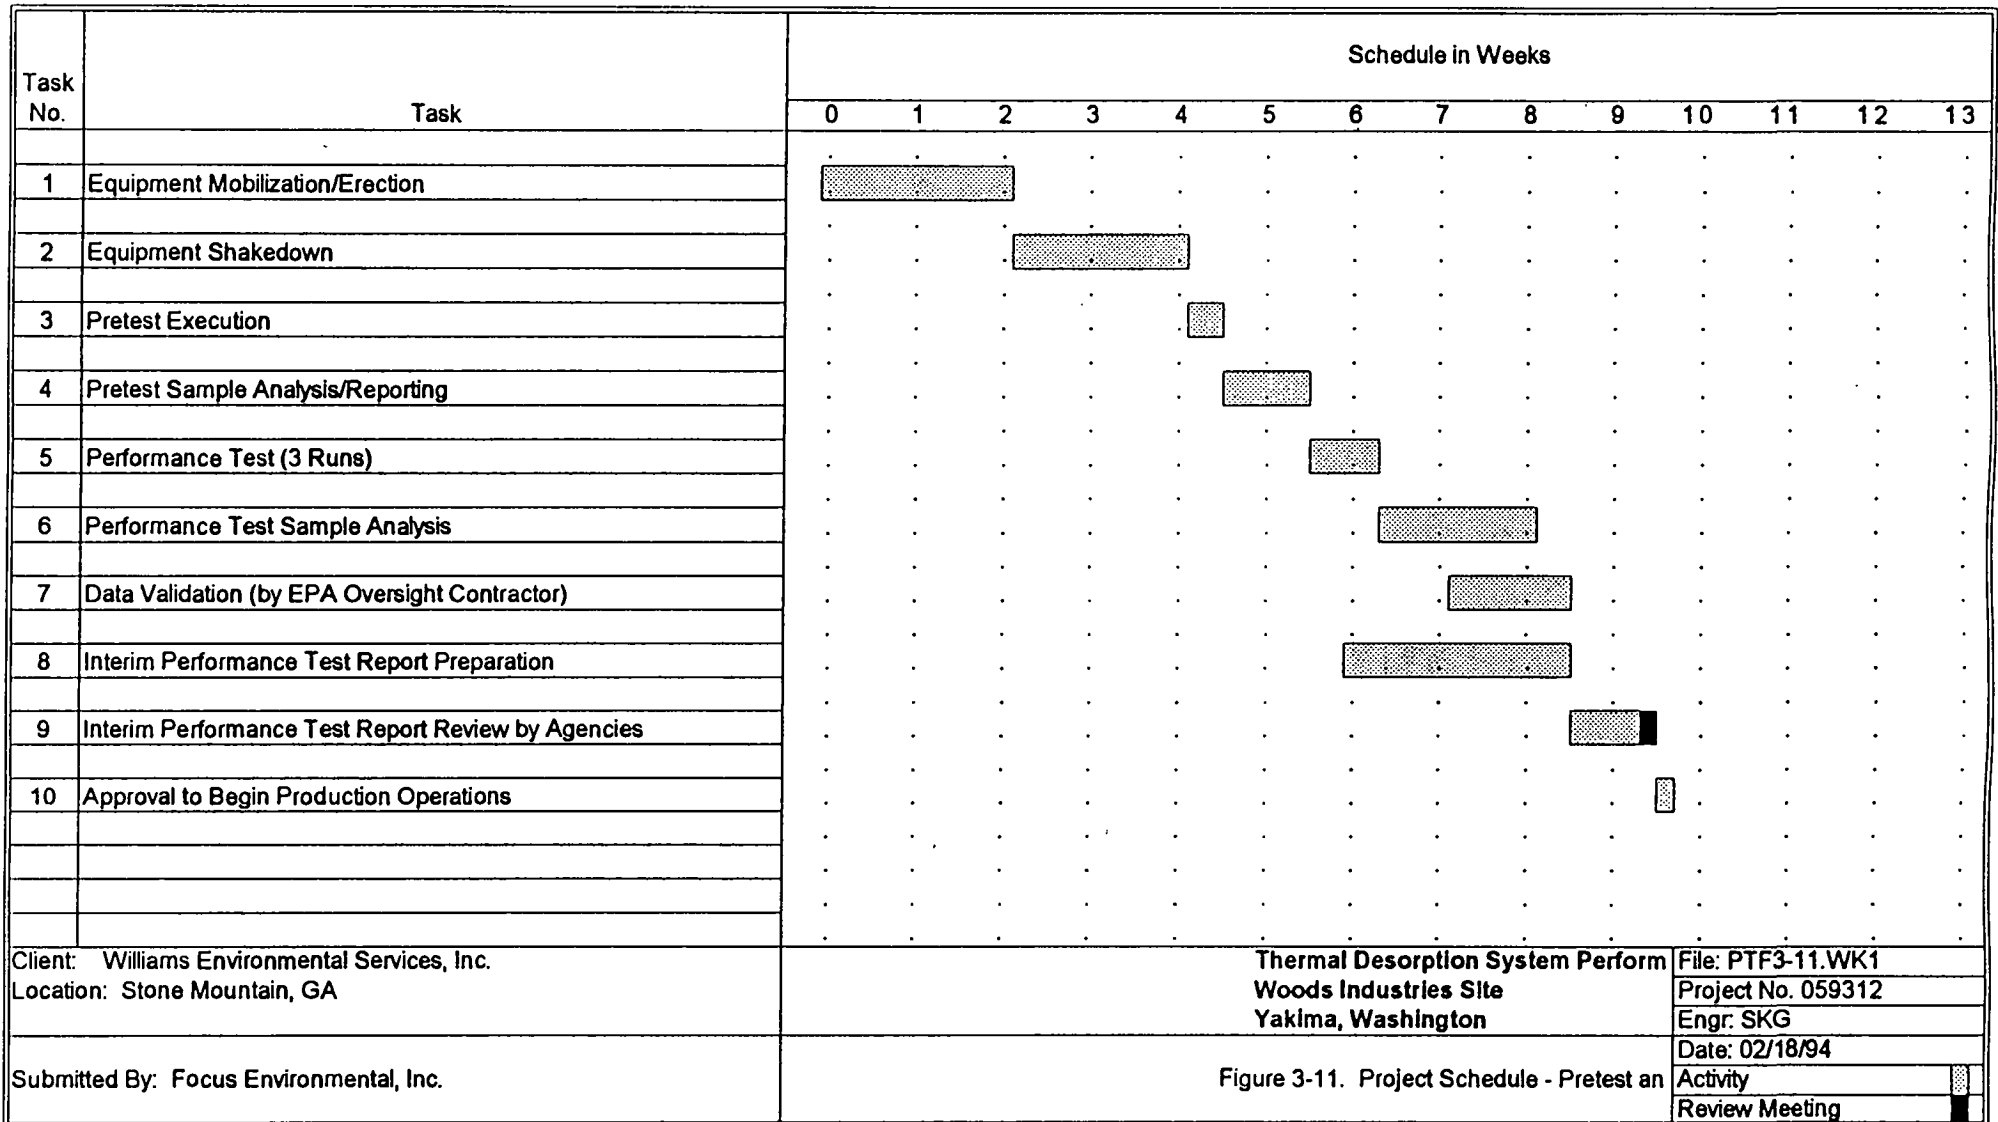 Schedule in Weeks
Task No. Task 0 1 2 3 4 5 6 7 8 9 10 11 12 13
1 Equipment Mobilization/Erection
2 Equipment Shakedown
3 Pretest Execution
4 Pretest Sample Analysis/Reporting
5 Performance Test (3 Runs)
6 Performance Test Sample Analysis
7 Data Validation (by EPA Oversight Contractor)
8 Interim Performance Test Report Preparation
9 Interim Performance Test Report Review by Agencies
10 Approval to Begin Production Operations
Client: Williams Environmental Services, Inc.
Location: Stone Mountain, GA
Thermal Desorption System Perform
Woods Industries Site
Yakima, Washington
File: PTF3-11.WK1
Project No. 059312
Engr: SKG
Date: 02/18/94
Submitted By: Focus Environmental, Inc.
Figure 3-11. Project Schedule - Pretest an
Activity
Review Meeting